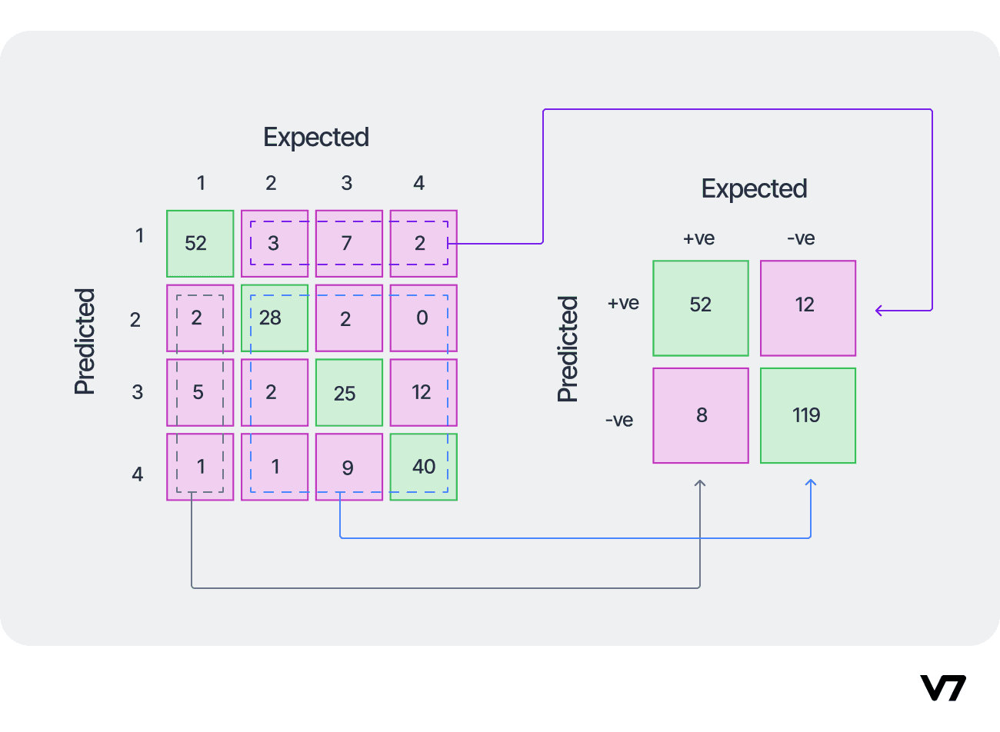 Expected
1 2 3 4
1 52 3 7 2
2 2 28 2 0
3 5 2 25 12
4 1 1 9 40
Predicted
Expected
+ve -ve
+ve 52 12
-ve 8 119
Predicted
V7